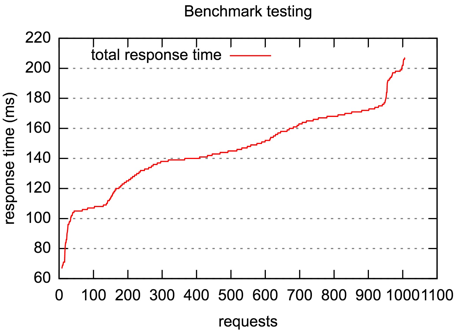 Benchmark testing
220
200
180
160
140
120
100
80
60
response time (ms)
total response time
0 100 200 300 400 500 600 700 800 900 1000 1100
requests